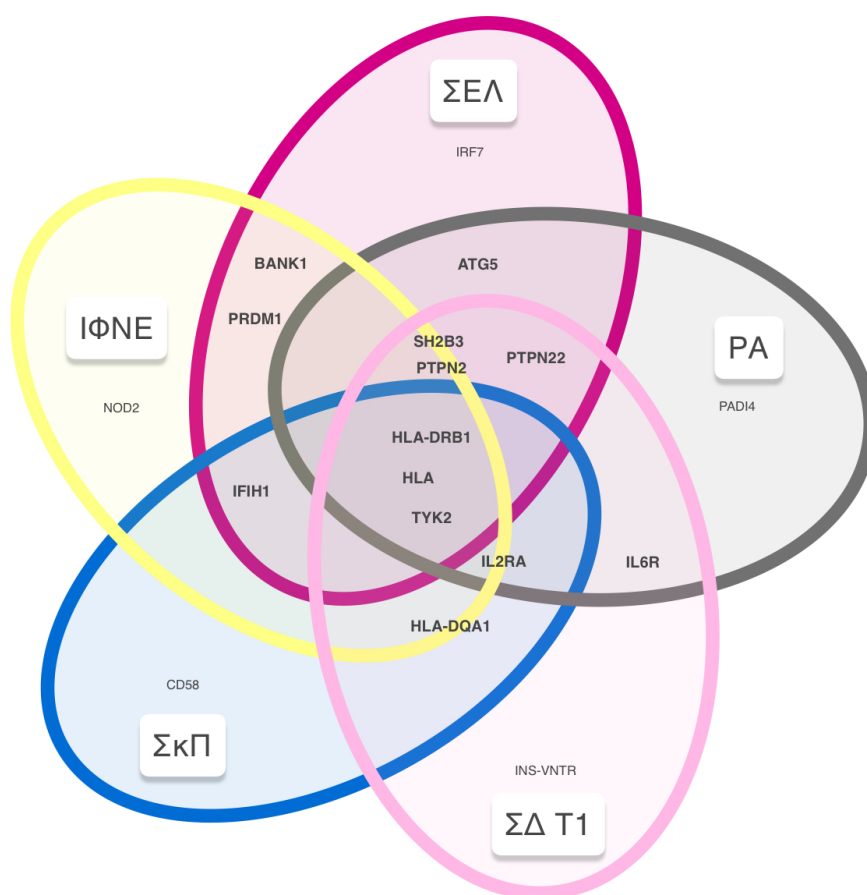 ΣΕΛ
IRF7
BANK1
ATG5
PRDM1
ΙΦΝΕ
SH2B3
PTPN22
ΡΑ
PTPN2
NOD2
PADI4
HLA-DRB1
HLA
IFIH1
TYK2
IL2RA
IL6R
HLA-DQA1
CD58
ΣκΠ
INS-VNTR
ΣΔ Τ1